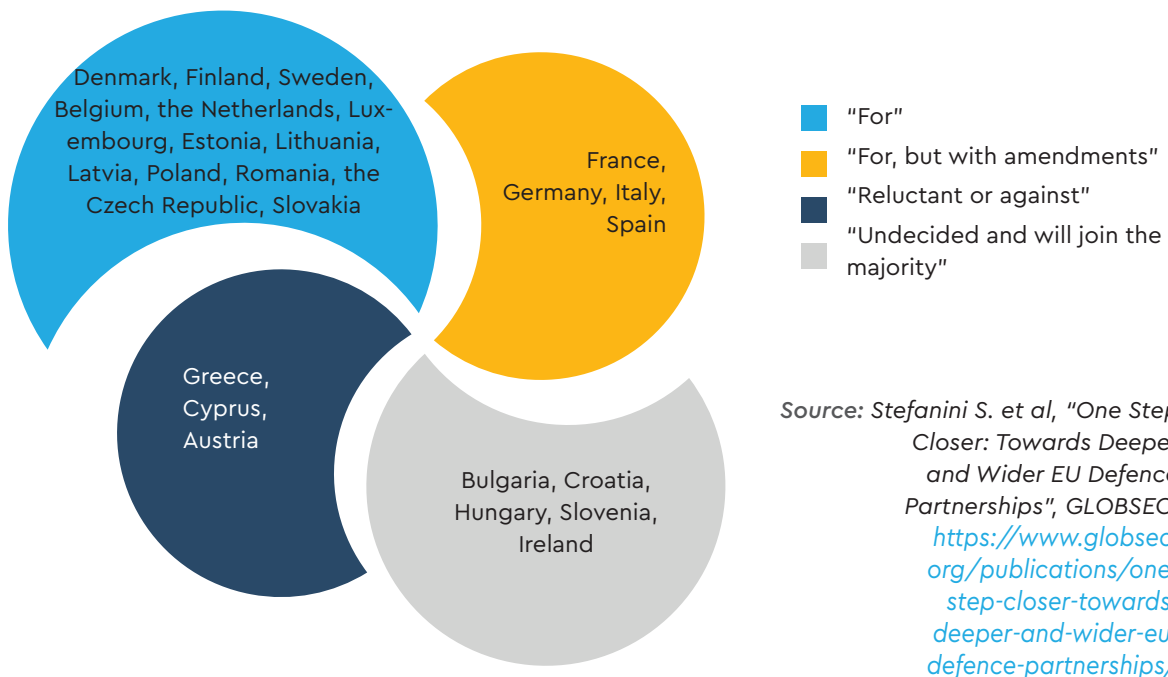 Denmark, Finland, Sweden,
Belgium, the Netherlands, Lux-
embourg, Estonia, Lithuania,
Latvia, Poland, Romania, the
Czech Republic, Slovakia
France,
Germany, Italy,
Spain
Greece,
Cyprus,
Austria
Bulgaria, Croatia,
Hungary, Slovenia,
Ireland
“For”
“For, but with amendments”
“Reluctant or against”
“Undecided and will join the
majority”
Source: Stefanini S. et al, “One Step
Closer: Towards Deepe
and Wider EU Defence
Partnerships”, GLOBSEC
https://www.globsec
org/publications/one
step-closer-towards
deeper-and-wider-eu
defence-partnerships/